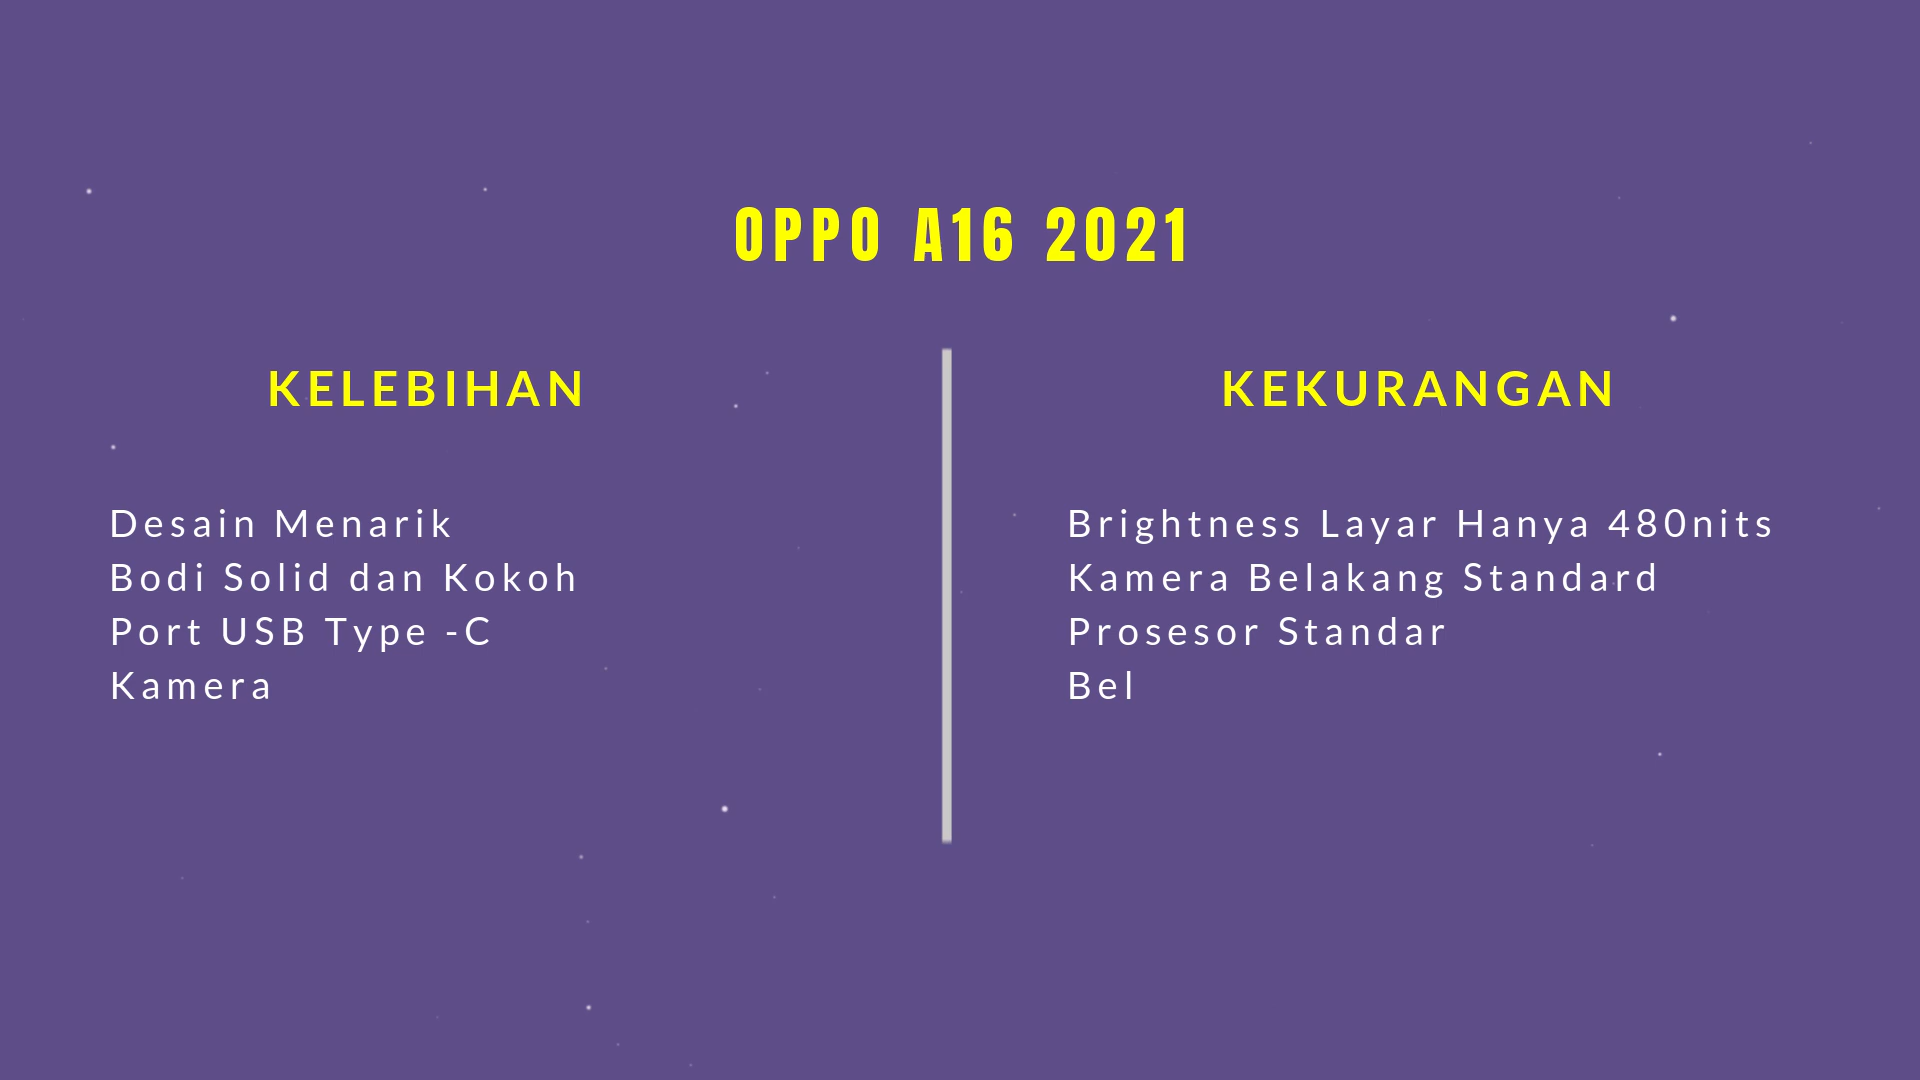 OPPO A16 2021
KELEBIHAN
Desain Menarik
Bodi Solid dan Kokoh
Port USB Type -C
Kamera
KEKURANGAN
Brightness Layar Hanya 480nits
Kamera Belakang Standard
Prosesor Standar
Bel